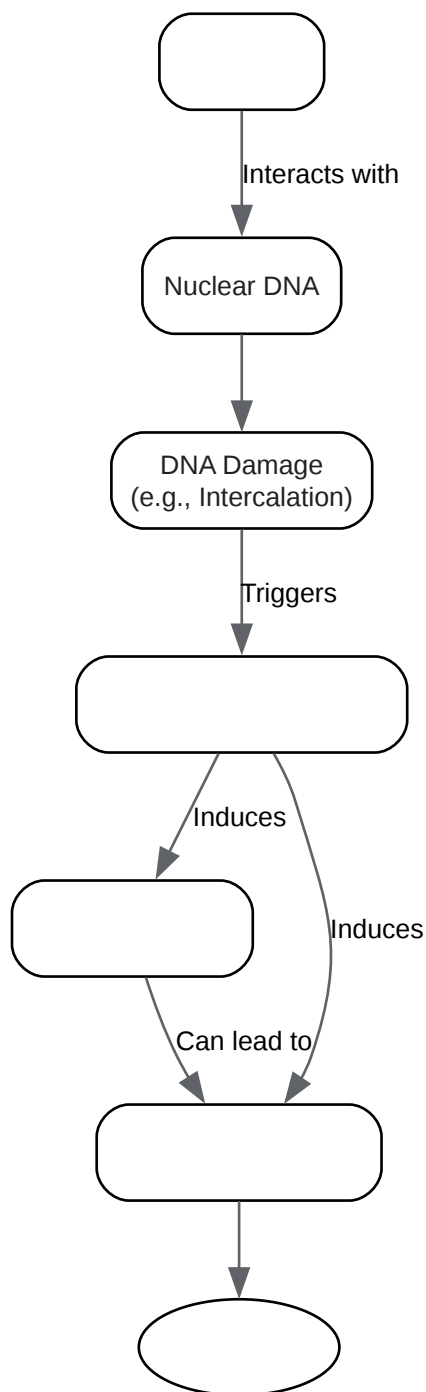 Interacts with
Nuclear DNA
DNA Damage
(e.g., Intercalation)
Triggers
Induces
Induces
Can lead to